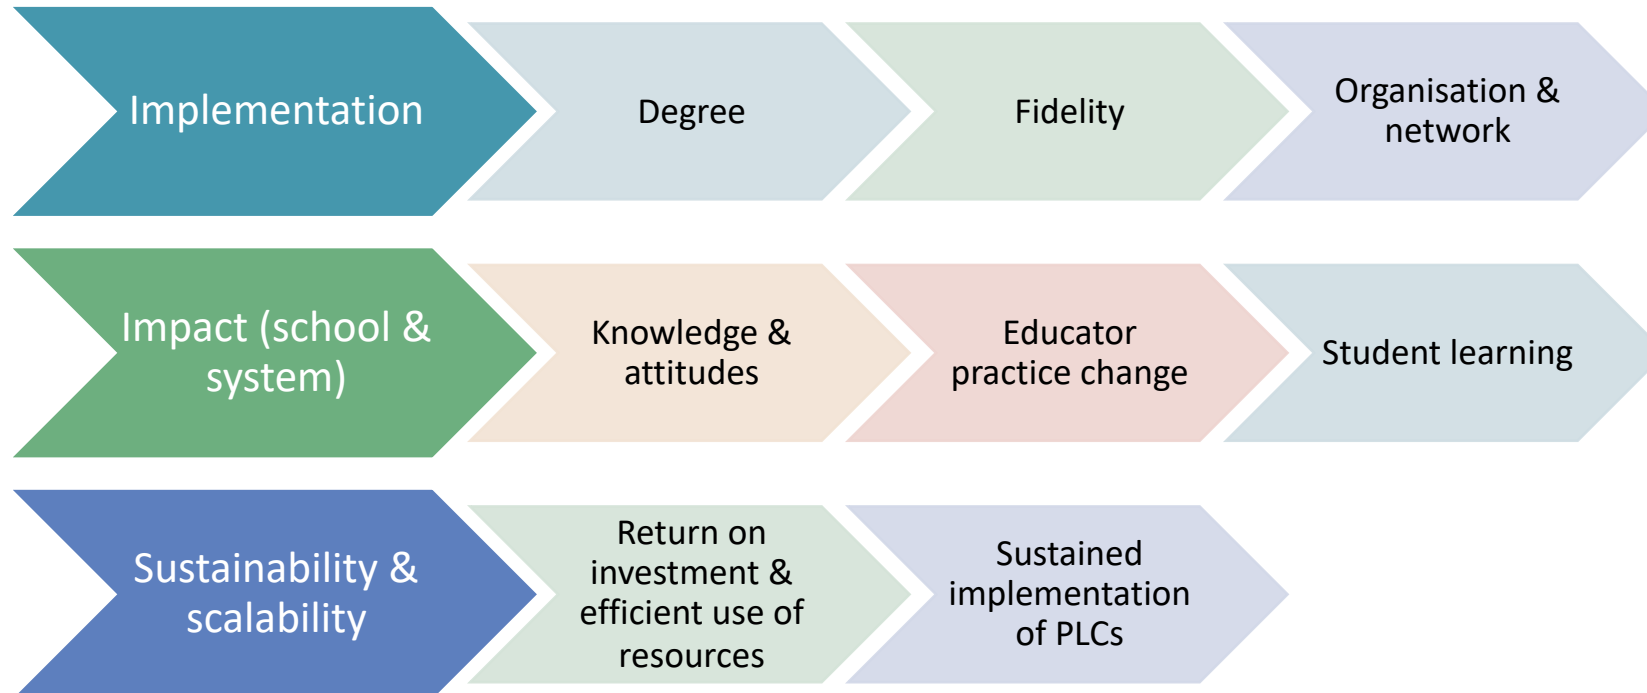 Implementation
Degree
Fidelity
Organisation &
network
Impact (school &
system)
Knowledge &
attitudes
Educator
practice change
Student learning
Sustainability &
scalability
Return on
investment &
efficient use of
resources
Sustained
implementation
of PLCs